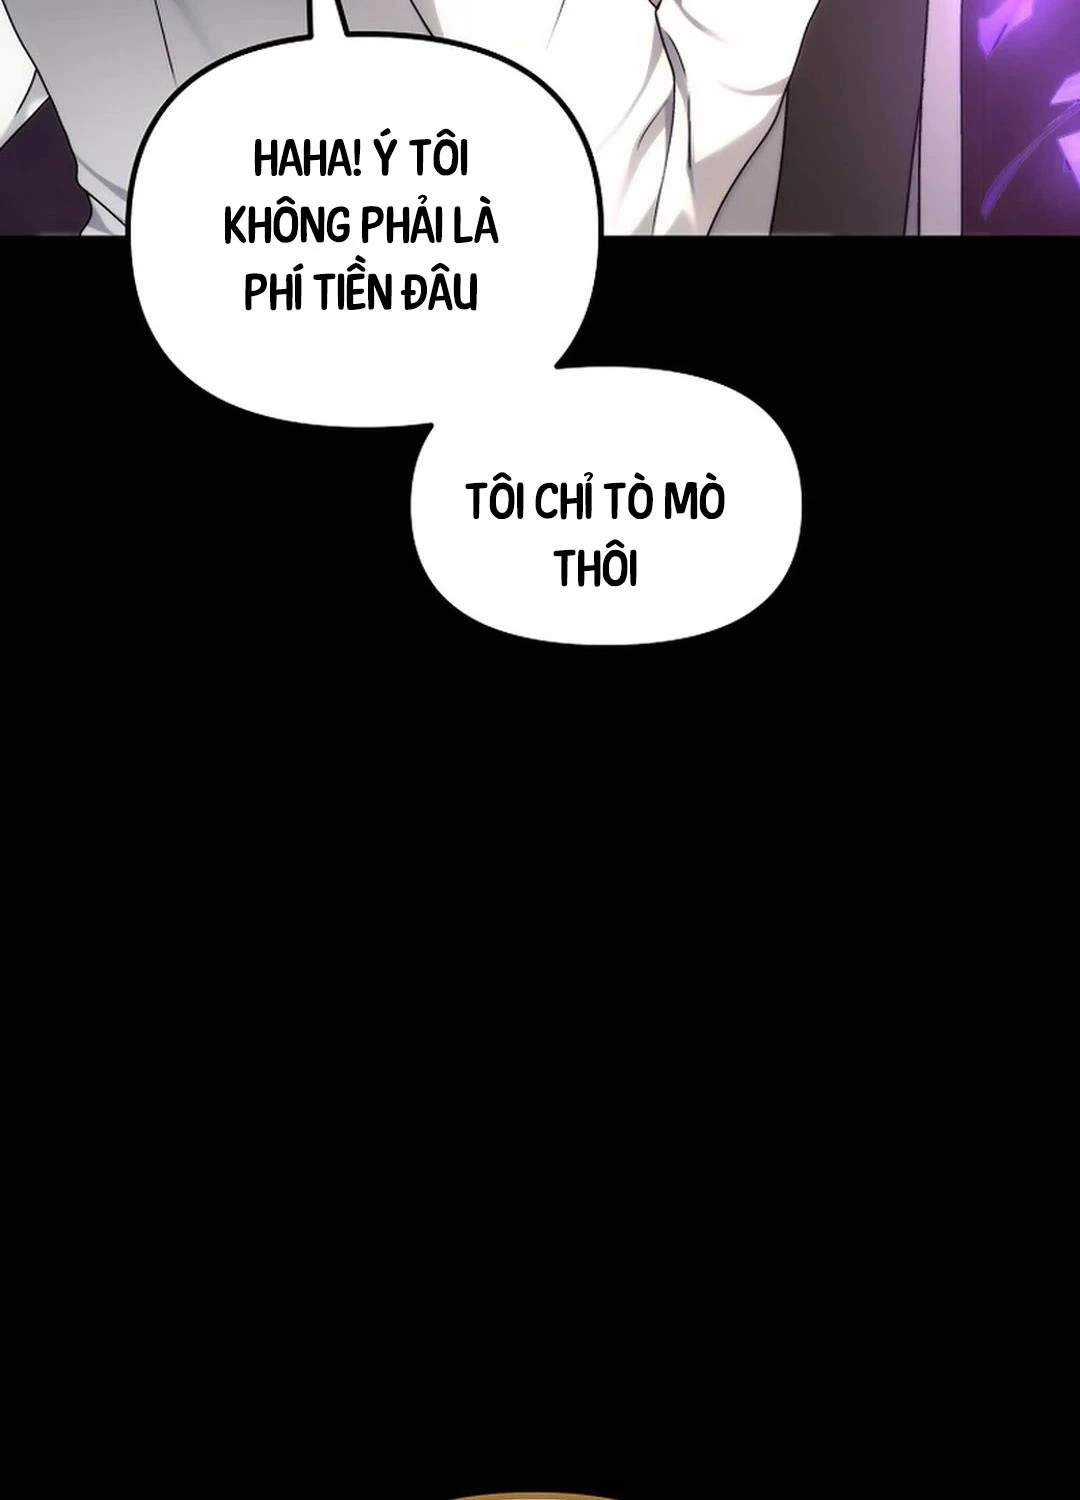 HAHA! Ý TÔI
KHÔNG PHẢI LÀ
PHÍ TIỀN ĐÂU
TÔI CHỈ TÒ MÒ
THÔI